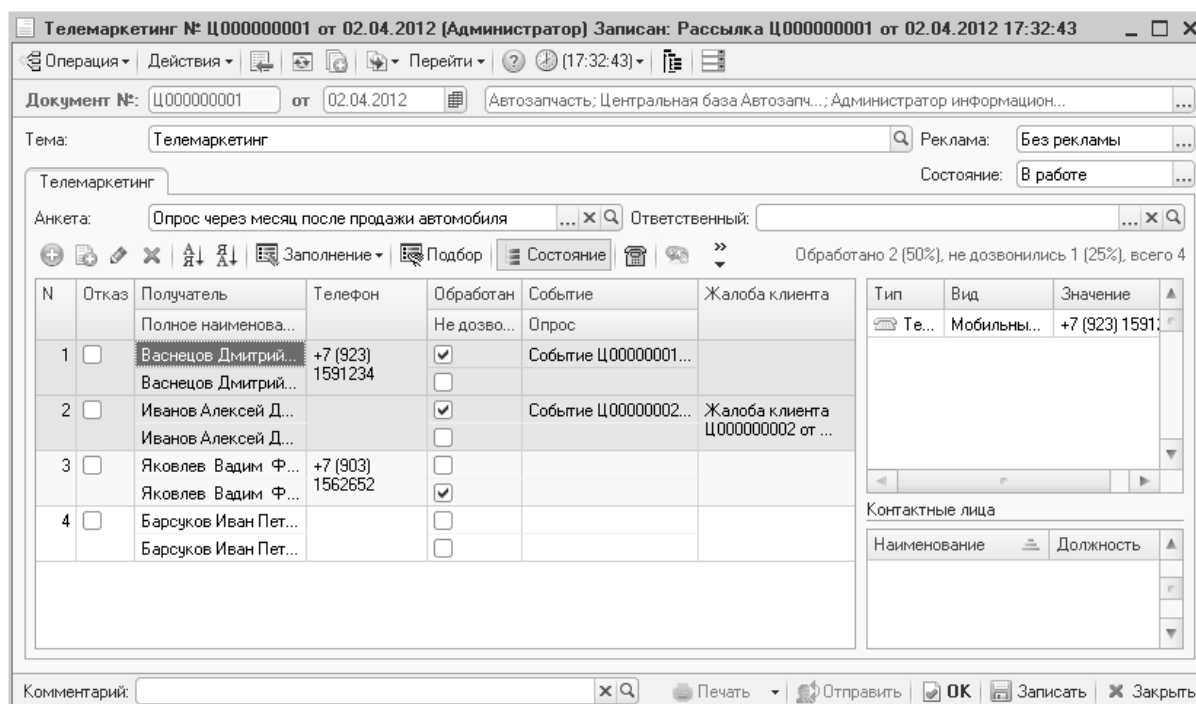 Телемаркетинг № Ц000000001 от 02.04.2012 (Администратор) Записан: Рассылка Ц000000001 от 02.04.2012 17:32:43
Операция Действия Перейти (17:32:43)
Документ №: Ц000000001 от 02.04.2012 Автозапчасть; Центральная база Автозапч...; Администратор информацион...
Тема: Телемаркетинг Реклама: Без рекламы
Телемаркетинг Состояние: В работе
Анкета: Опрос через месяц после продажи автомобиля Ответственный:
Заполнение Подбор Состояние Обработано 2 (50%), не дозвонились 1 (25%), всего 4
N Отказ Получатель Телефон Обработан Событие Жалоба клиента Тип Вид Значение
Полное наименова... Не дозво... Опрос Те... Мобильны... +7 (923) 1591:
1 Васнецов Дмитрий... +7 (923) 1591234 Событие Ц00000001...
Васнецов Дмитрий...
2 Иванов Алексей Д... Событие Ц00000002... Жалоба клиента Ц000000002 от ...
Иванов Алексей Д...
3 Яковлев Вадим Ф... +7 (903) 1562652
Яковлев Вадим Ф...
4 Барсуков Иван Пет... Контактные лица
Барсуков Иван Пет... Наименование Должность
Комментарий: Печать Отправить OK Записать Закрыть